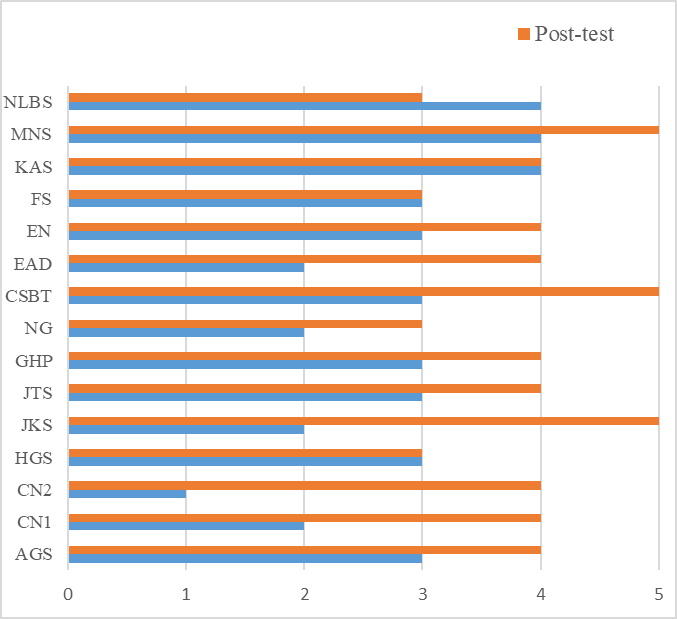 Post-test
NLBS
MNS
KAS
FS
EN
EAD
CSBT
NG
GHP
JTS
JKS
HGS
CN2
CN1
AGS
0 1 2 3 4 5